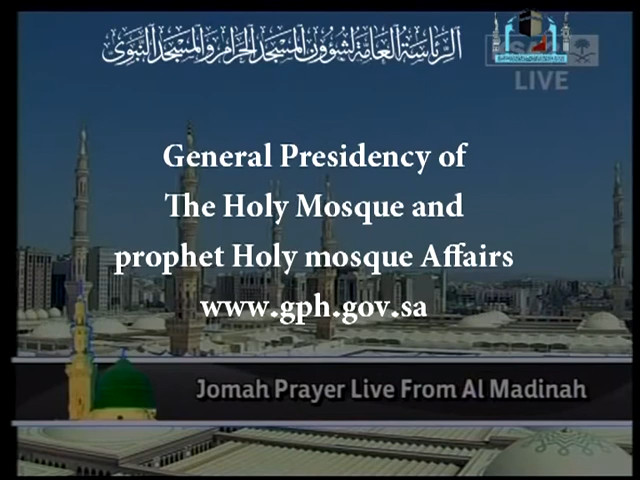 الرئاسة العامة لشؤون المسجد الحرام والمسجد النبوي
LIVE
General Presidency of
The Holy Mosque and
prophet Holy mosque Affairs
www.gph.gov.sa
Jomah Prayer Live From Al Madinah